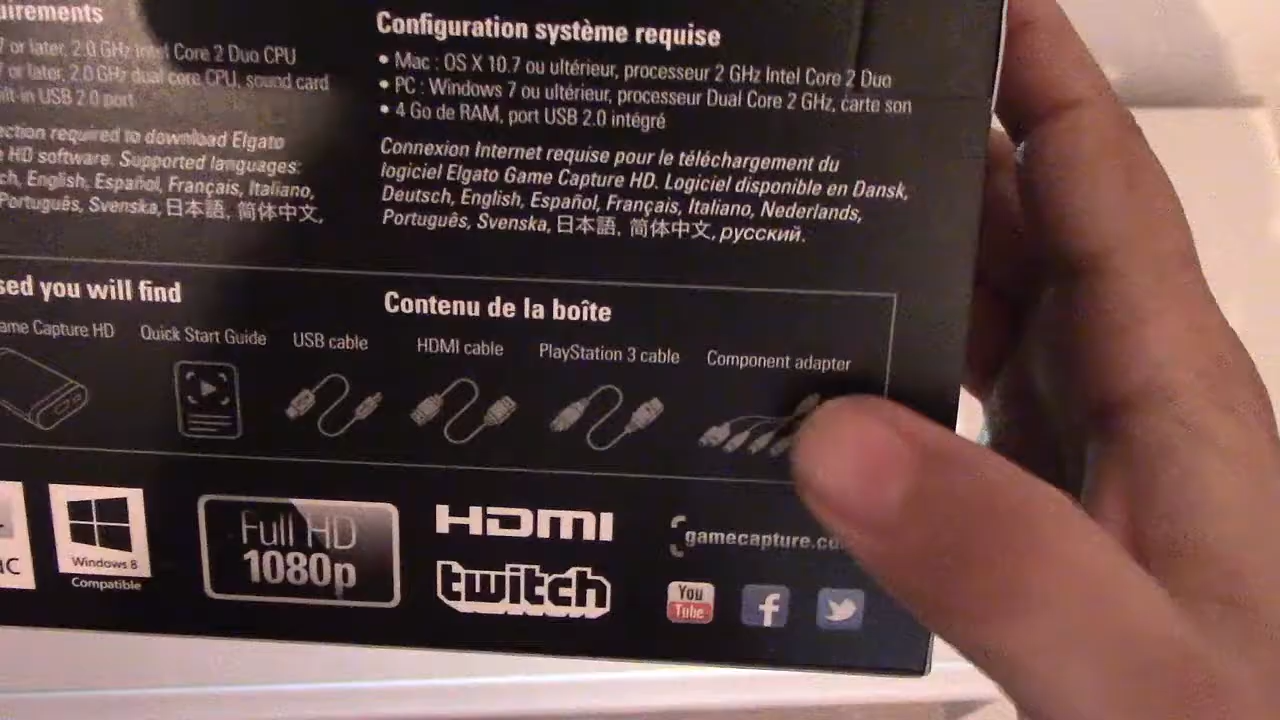 uirements
7 or later, 2.0 GHz Intel Core 2 Duo CPU
7 or later, 2.0 GHz dual core CPU, sound card
ilt-in USB 2.0 port
ection required to download Elgato
HD software. Supported languages:
ch, English, Español, Français, Italiano,
Português, Svenska, 日本語, 简体中文,
Configuration système requise
• Mac : OS X 10.7 ou ultérieur, processeur 2 GHz Intel Core 2 Duo
• PC : Windows 7 ou ultérieur, processeur Dual Core 2 GHz, carte son
• 4 Go de RAM, port USB 2.0 intégré
Connexion Internet requise pour le téléchargement du
logiciel Elgato Game Capture HD. Logiciel disponible en Dansk,
Deutsch, English, Español, Français, Italiano, Nederlands,
Português, Svenska, 日本語, 简体中文, русский.
sed you will find
Contenu de la boîte
ame Capture HD
Quick Start Guide
USB cable
HDMI cable
PlayStation 3 cable
Component adapter
Windows 8
Compatible
Full HD
1080p
HDMI
twitch
gamecapture.co
You
Tube